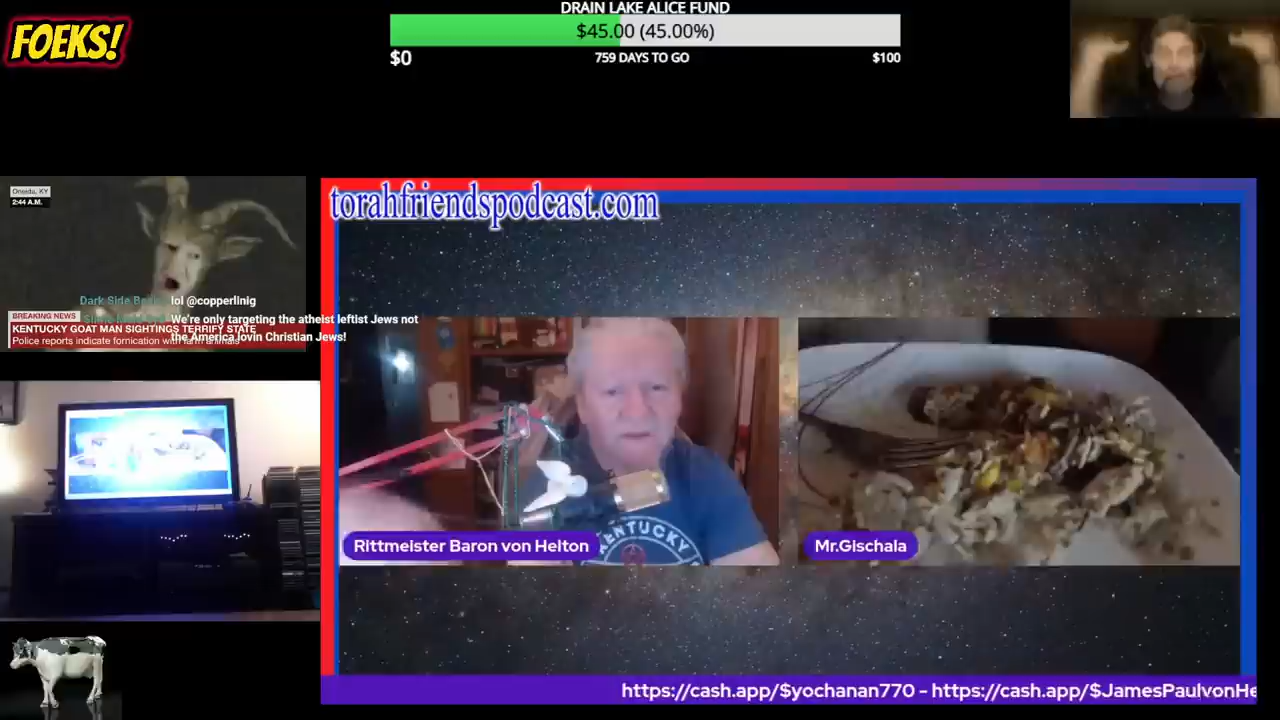 FOEKS!
DRAIN LAKE ALICE FUND
$45.00 (45.00%)
$0
759 DAYS TO GO
$100
Oneida, KY
2:44 A.M.
torahfriendspodcast.com
lol @copperlinig
We're only targeting the atheist leftist Jews not
the America lovin Christian Jews!
BREAKING NEWS
KENTUCKY GOAT MAN SIGHTINGS TERRIFY STATE
Police reports indicate fornication with farm animals
KENTUCKY
Rittmeister Baron von Helton
Mr.Gischala
https://cash.app/$yochanan770 - https://cash.app/$JamesPaulvonHe